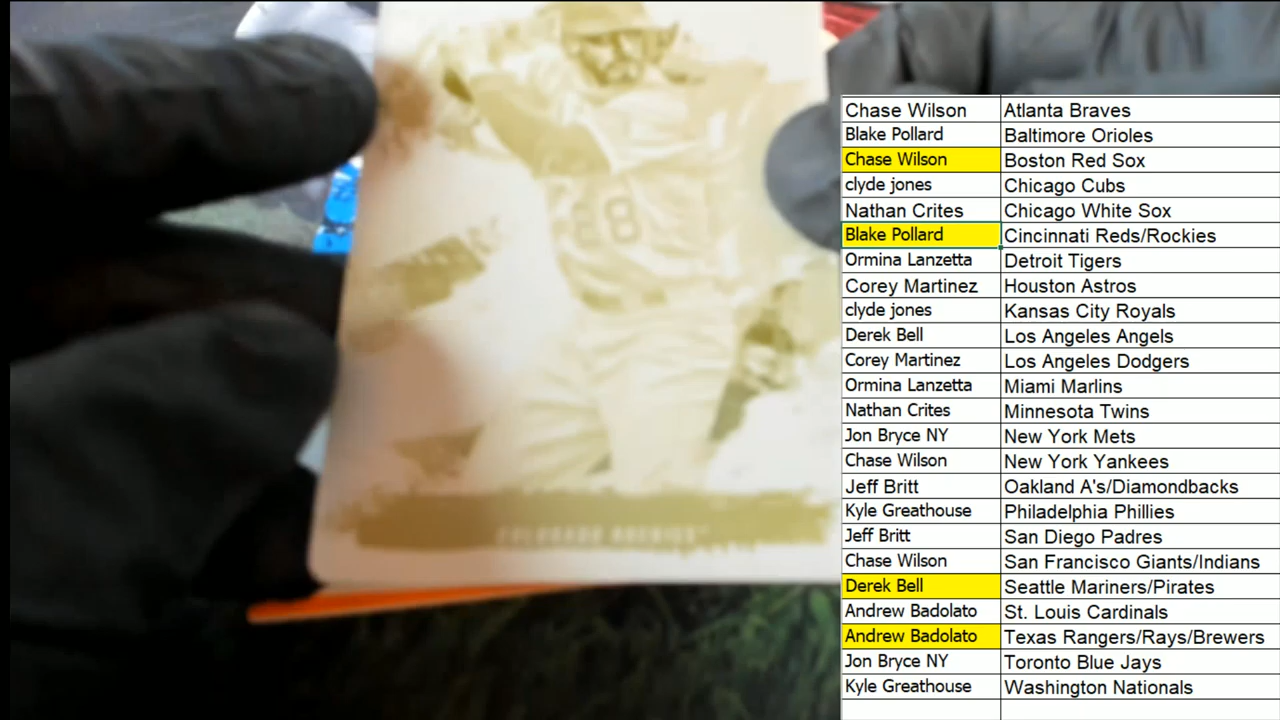 28
COLORADO ROCKIES™
Chase Wilson Atlanta Braves
Blake Pollard Baltimore Orioles
Chase Wilson Boston Red Sox
clyde jones Chicago Cubs
Nathan Crites Chicago White Sox
Blake Pollard Cincinnati Reds/Rockies
Ormina Lanzetta Detroit Tigers
Corey Martinez Houston Astros
clyde jones Kansas City Royals
Derek Bell Los Angeles Angels
Corey Martinez Los Angeles Dodgers
Ormina Lanzetta Miami Marlins
Nathan Crites Minnesota Twins
Jon Bryce NY New York Mets
Chase Wilson New York Yankees
Jeff Britt Oakland A's/Diamondbacks
Kyle Greathouse Philadelphia Phillies
Jeff Britt San Diego Padres
Chase Wilson San Francisco Giants/Indians
Derek Bell Seattle Mariners/Pirates
Andrew Badolato St. Louis Cardinals
Andrew Badolato Texas Rangers/Rays/Brewers
Jon Bryce NY Toronto Blue Jays
Kyle Greathouse Washington Nationals